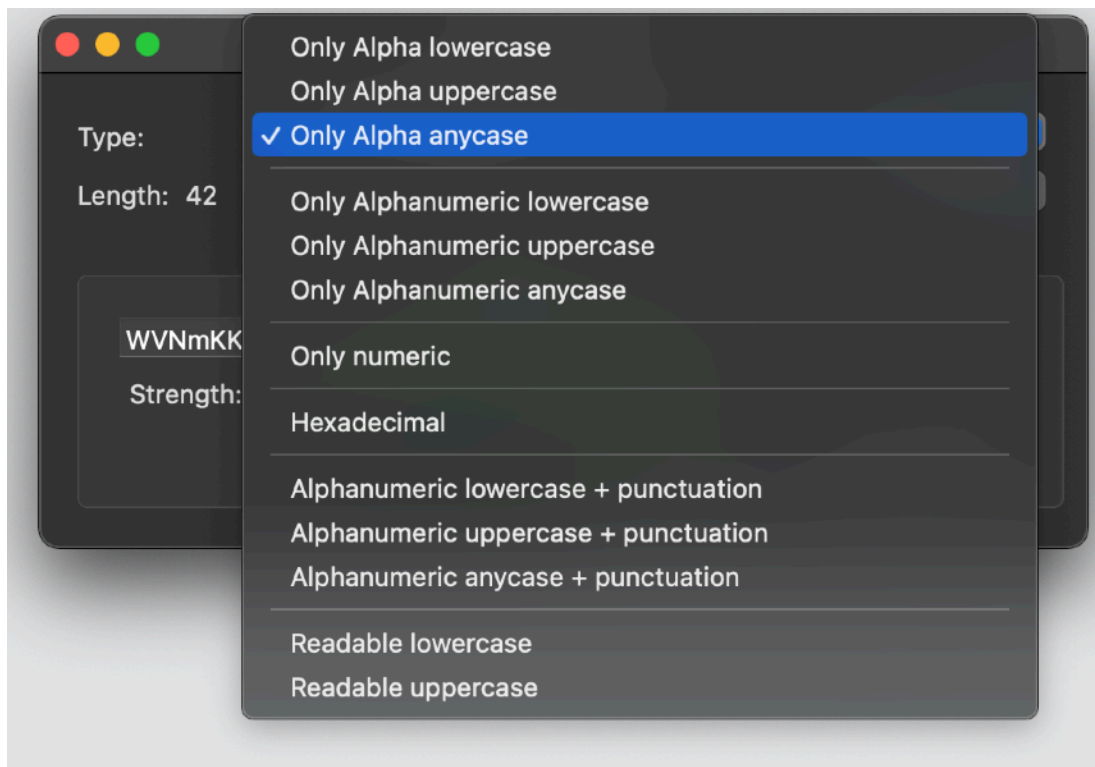 Only Alpha lowercase
Only Alpha uppercase
Type:
✓ Only Alpha anycase
Length: 42
Only Alphanumeric lowercase
Only Alphanumeric uppercase
Only Alphanumeric anycase
WVNmKK
Only numeric
Strength:
Hexadecimal
Alphanumeric lowercase + punctuation
Alphanumeric uppercase + punctuation
Alphanumeric anycase + punctuation
Readable lowercase
Readable uppercase